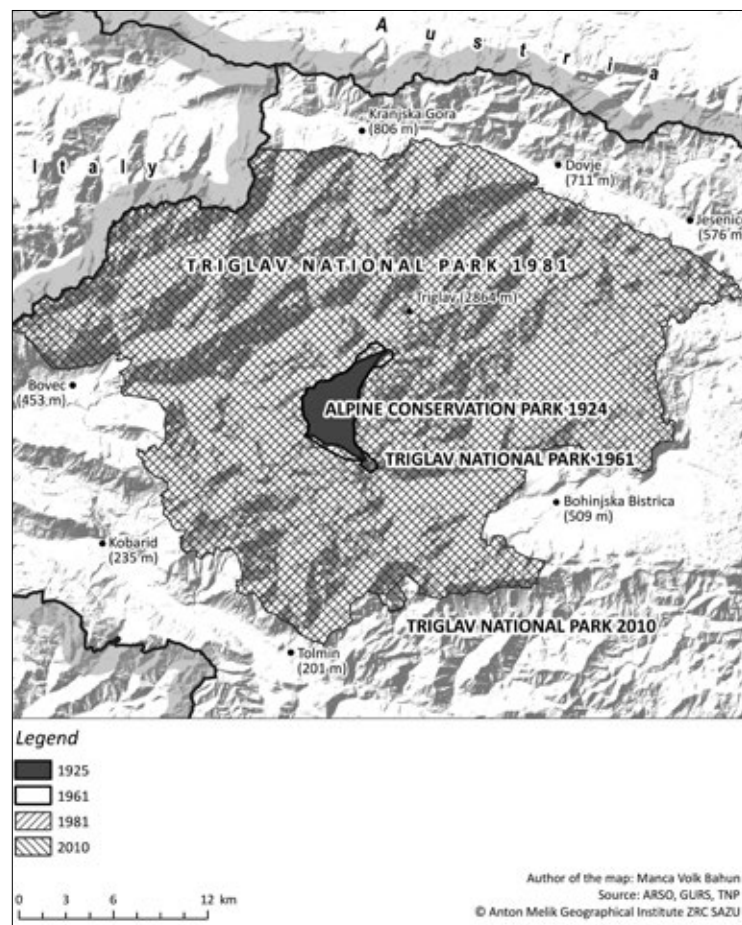 Austria
Kranjska Gora
(806 m)
Italy
Dovje
(711 m)
Jesenice
(576 m)
TRIGLAV NATIONAL PARK 1981
Triglav (2864 m)
Bovec
(453 m)
ALPINE CONSERVATION PARK 1924
TRIGLAV NATIONAL PARK 1961
Bohinjska Bistrica
(509 m)
Kobarid
(235 m)
TRIGLAV NATIONAL PARK 2010
Tolmin
(201 m)
Legend
1925
1961
1981
2010
Author of the map: Manca Volk Bahun
Source: ARSO, GURS, TNP
© Anton Melik Geographical Institute ZRC SAZU
0 3 6 12 km